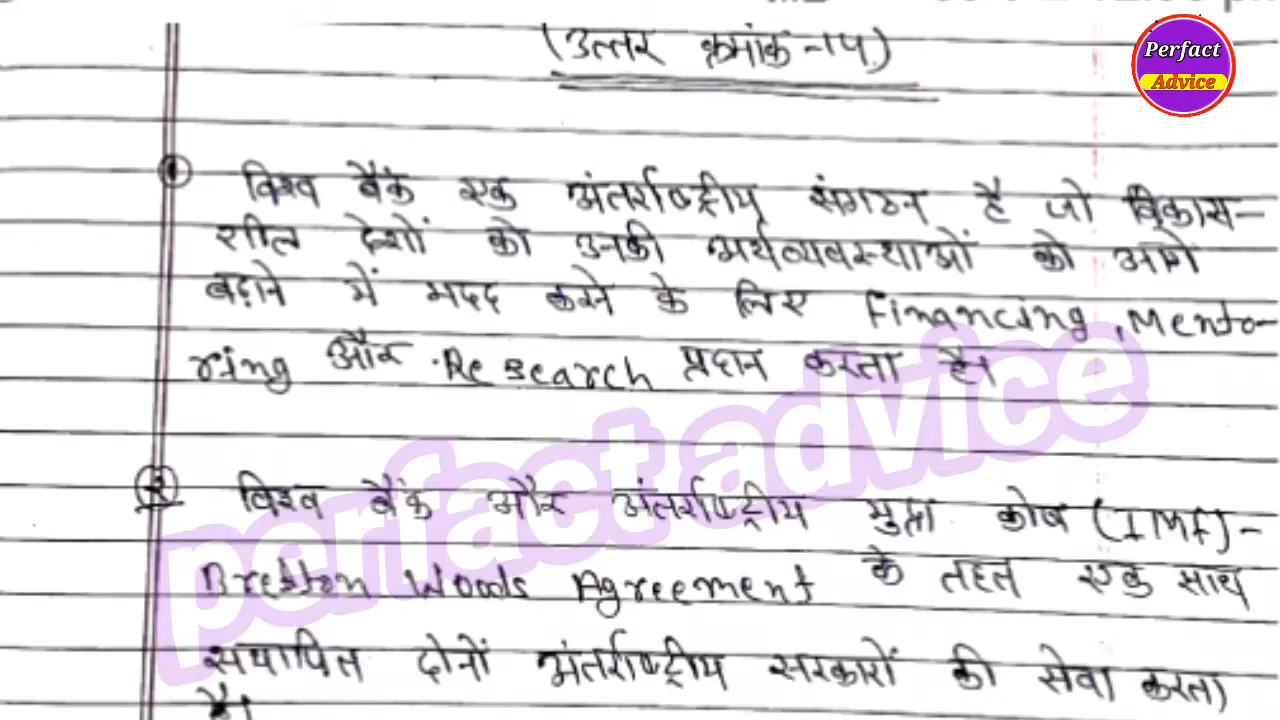 (उत्तर क्रमांक-14)
Perfact
Advice
① विश्व बैंक एक अंतर्राष्ट्रीय संगठन है जो विकास-
शील देशों को उनकी अर्थव्यवस्थाओं को आगे
बढ़ाने में मदद करने के लिए Financing, Mento-
ring और Research प्रदान करता है।
② विश्व बैंक और अंतर्राष्ट्रीय मुद्रा कोष (IMF)-
Bretton Woods Agreement के तहत एक साथ
स्थापित दोनों अंतर्राष्ट्रीय सरकारों की सेवा करता
है।
perfact advice